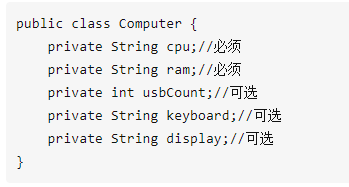 public class Computer {
    private String cpu;//必须
    private String ram;//必须
    private int usbCount;//可选
    private String keyboard;//可选
    private String display;//可选
}